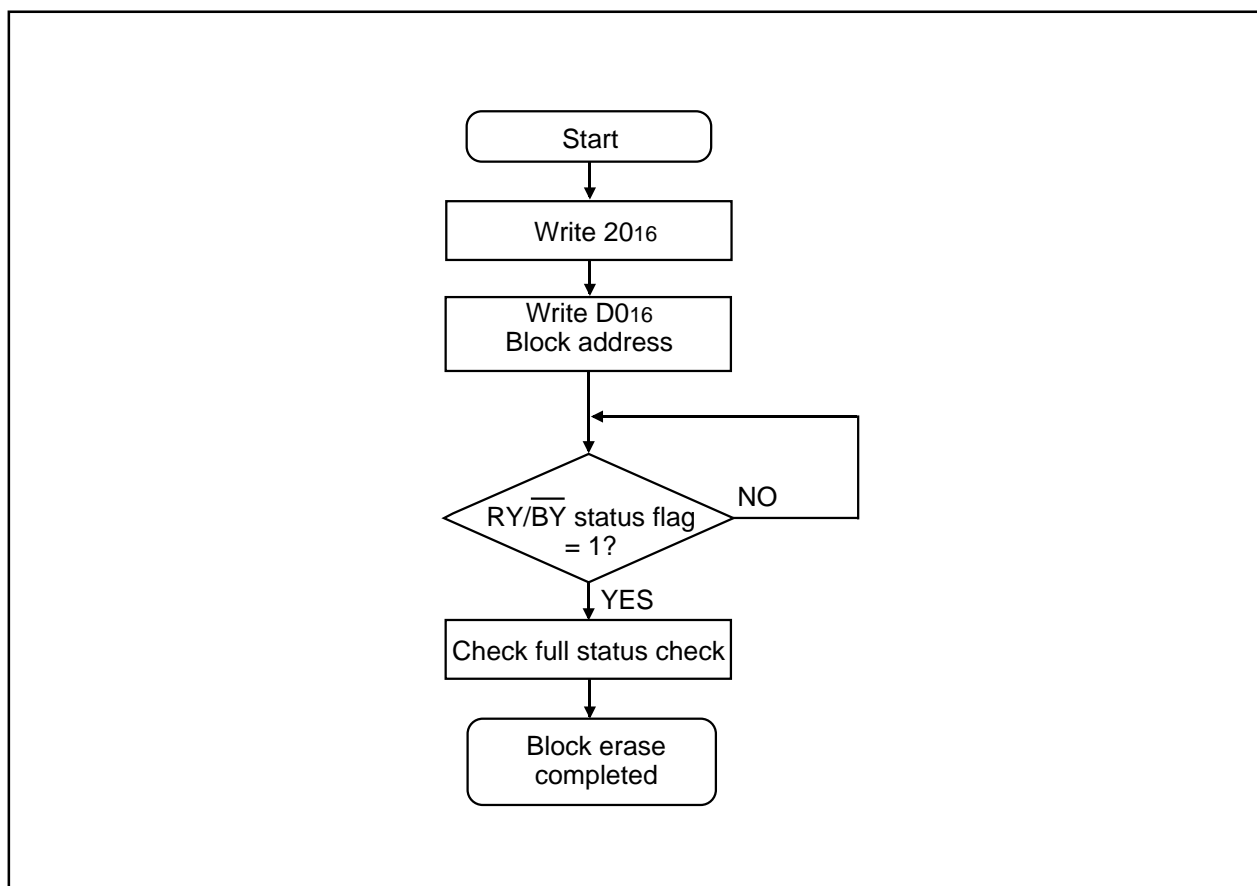 Start
Write 2016
Write D016
Block address
NO
RY/B̅Y̅ status flag
= 1?
YES
Check full status check
Block erase
completed